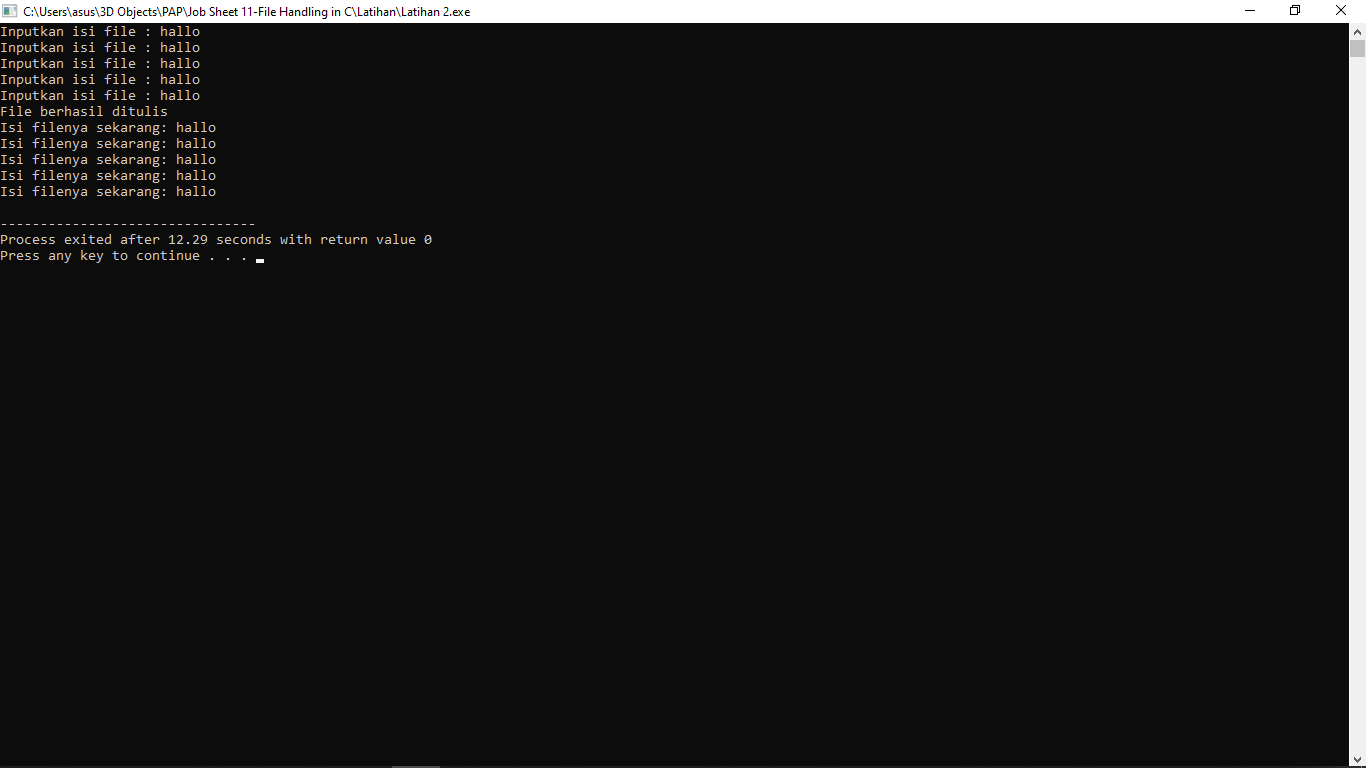 C:\Users\asus\3D Objects\PAP\Job Sheet 11-File Handling in C\Latihan\Latihan 2.exe
Inputkan isi file : hallo
Inputkan isi file : hallo
Inputkan isi file : hallo
Inputkan isi file : hallo
Inputkan isi file : hallo
File berhasil ditulis
Isi filenya sekarang: hallo
Isi filenya sekarang: hallo
Isi filenya sekarang: hallo
Isi filenya sekarang: hallo
Isi filenya sekarang: hallo
--------------------------------
Process exited after 12.29 seconds with return value 0
Press any key to continue . . .